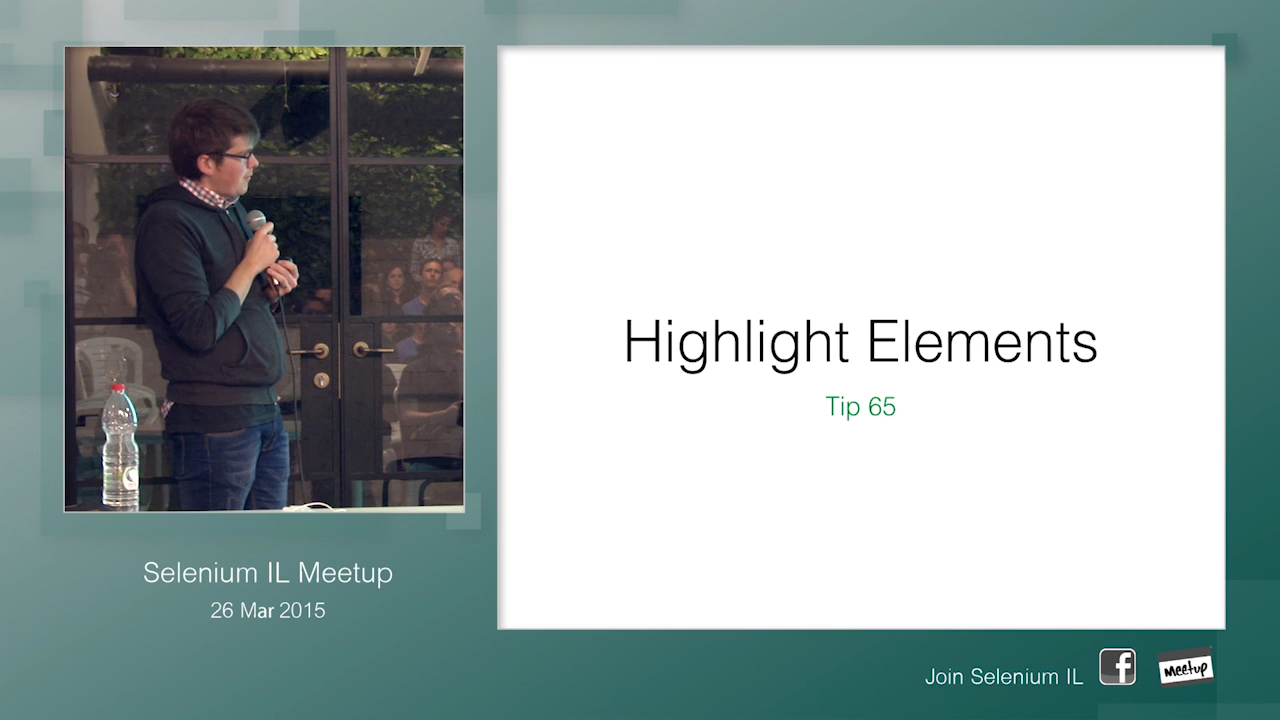 Highlight Elements
Tip 65
Selenium IL Meetup
26 Mar 2015
Join Selenium IL
f
meetup